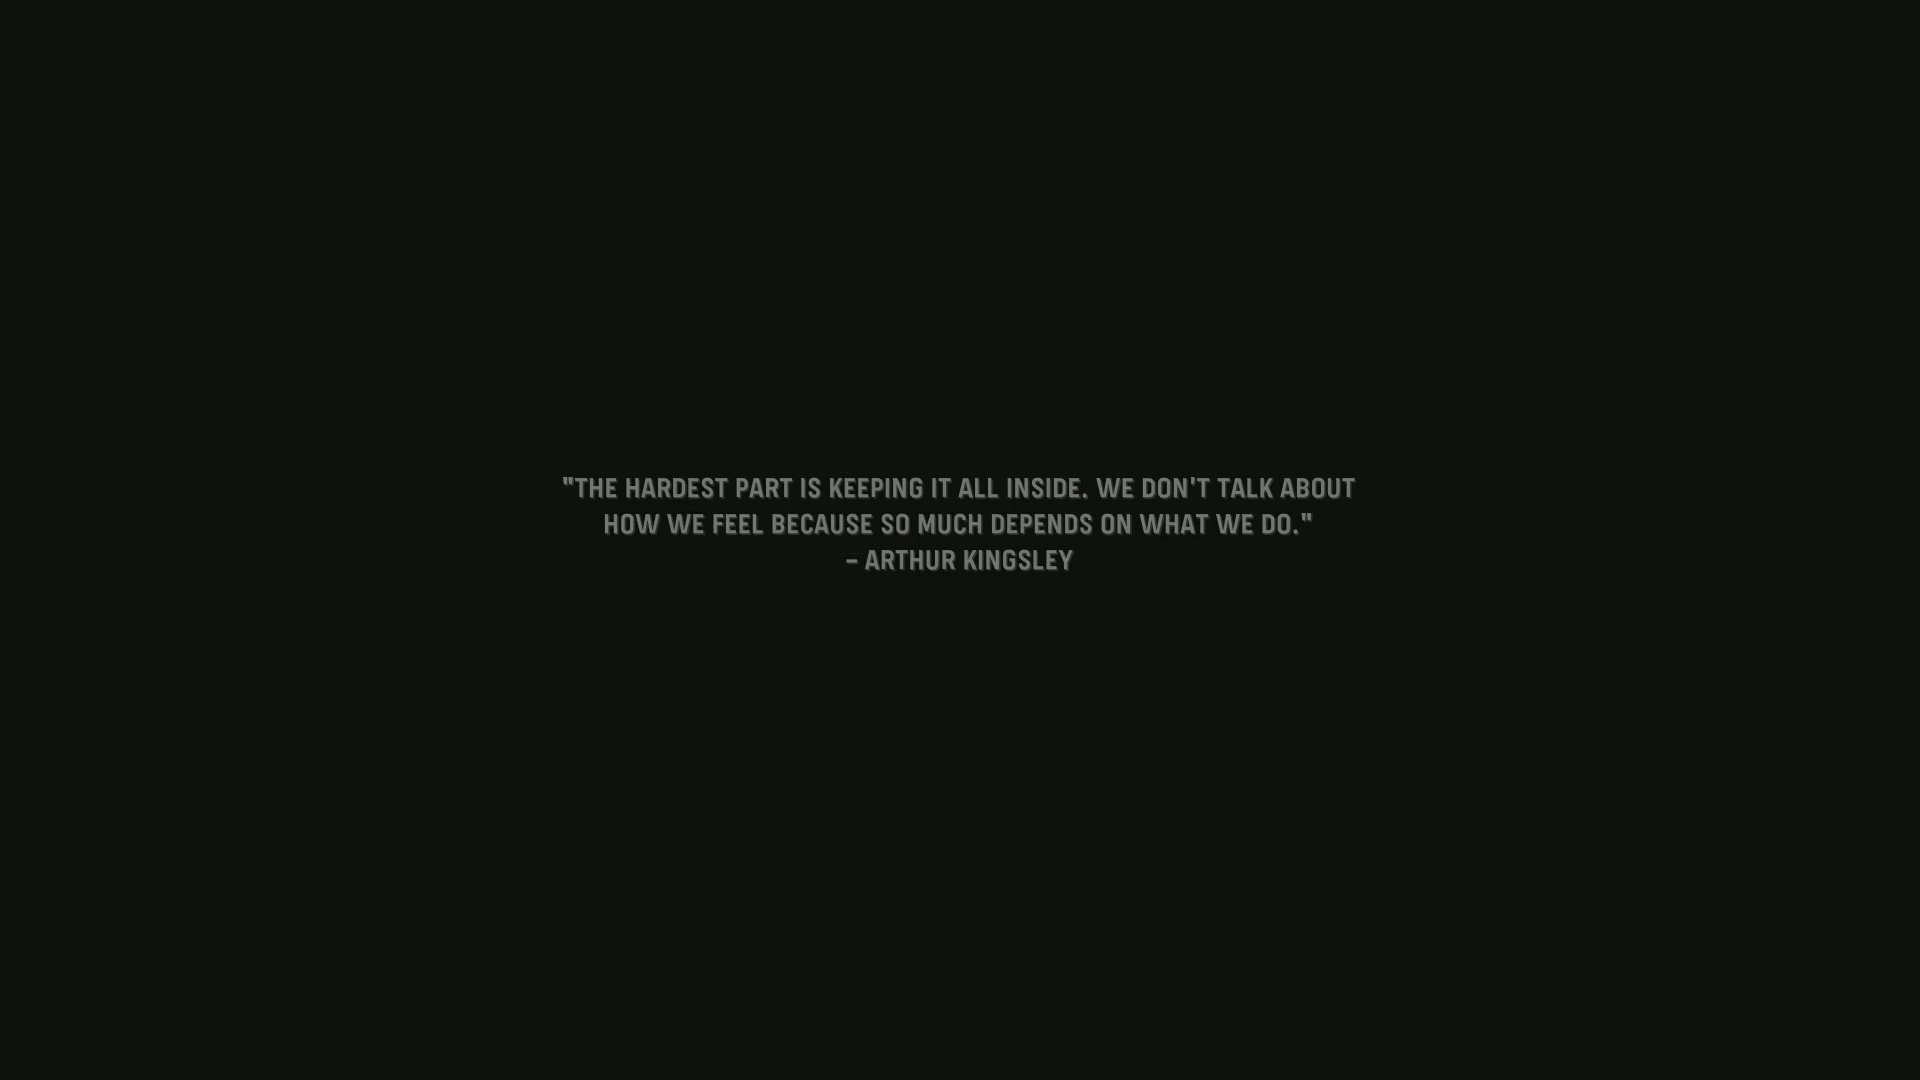 "THE HARDEST PART IS KEEPING IT ALL INSIDE. WE DON'T TALK ABOUT
HOW WE FEEL BECAUSE SO MUCH DEPENDS ON WHAT WE DO."
– ARTHUR KINGSLEY